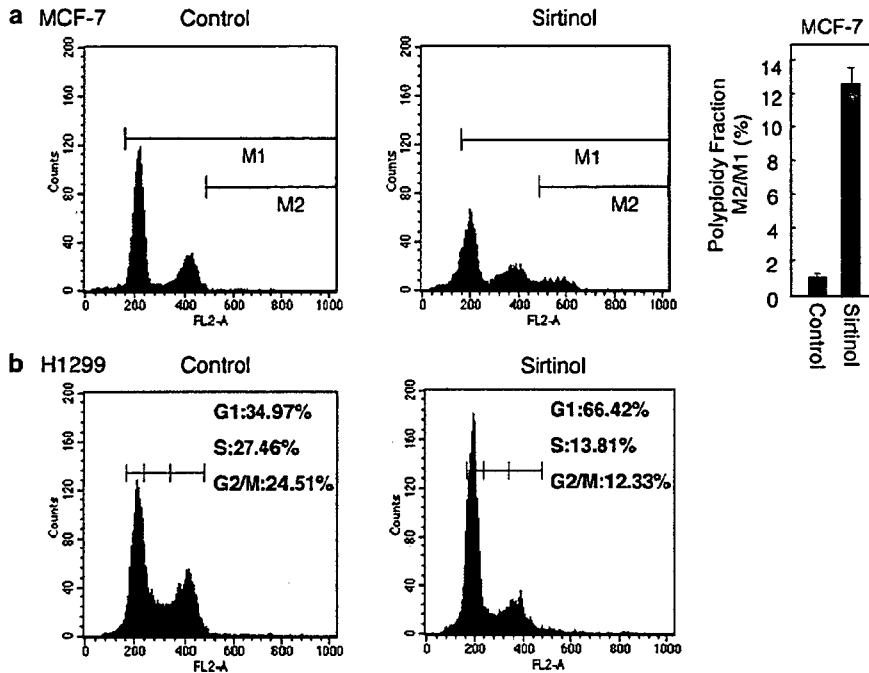 a MCF-7 Control Sirtinol MCF-7
200
160
120
80
40
0
Counts
M1
M2
0 200 400 600 800 1000
FL2-A
200
160
120
80
40
0
Counts
M1
M2
0 200 400 600 800 1000
FL2-A
Polyploidy Fraction
M2/M1 (%)
14
12
10
8
6
4
2
0
Control
Sirtinol
b H1299 Control Sirtinol
200
160
120
80
40
0
Counts
G1:34.97%
S:27.46%
G2/M:24.51%
0 200 400 600 800 1000
FL2-A
200
160
120
80
40
0
Counts
G1:66.42%
S:13.81%
G2/M:12.33%
0 200 400 600 800 1000
FL2-A